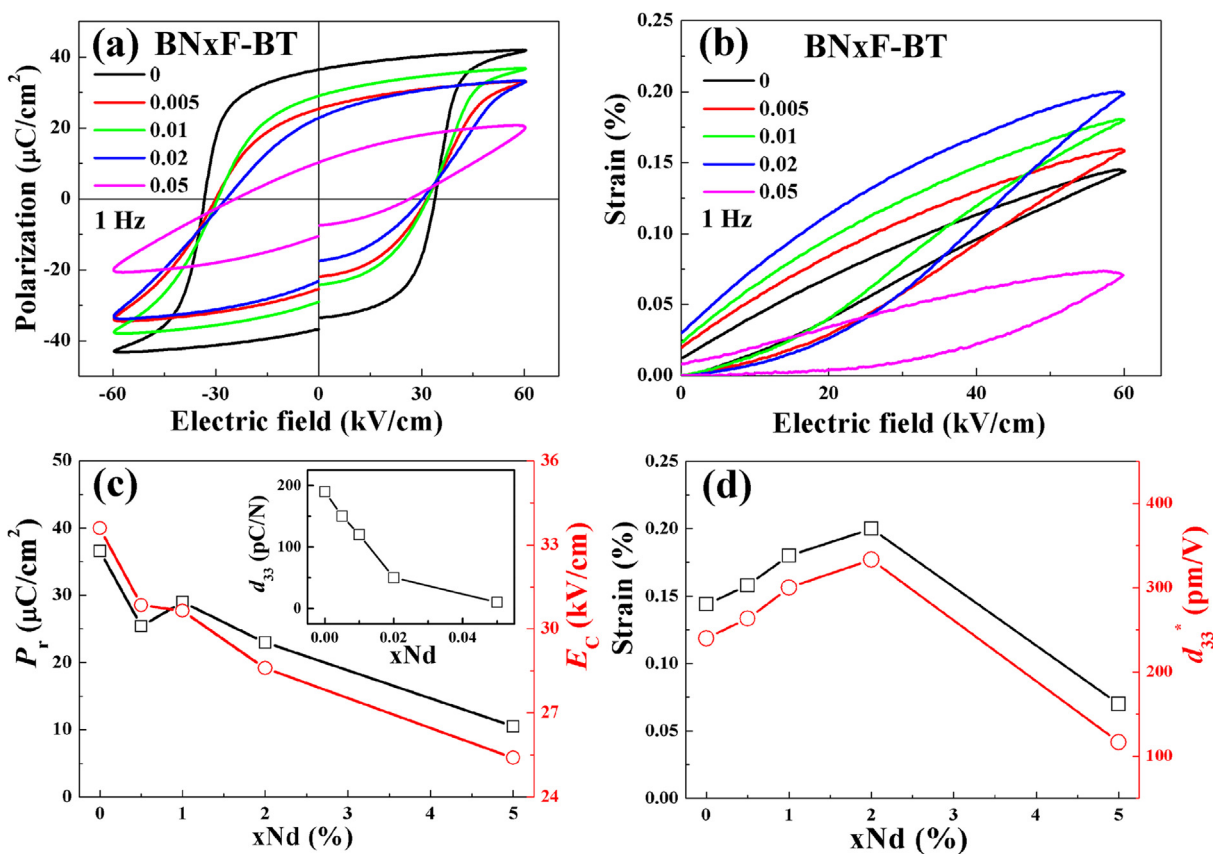 (a) BNxF-BT
0
0.005
0.01
0.02
0.05
1 Hz
40
20
0
-20
-40
Polarization (μC/cm²)
-60 -30 0 30 60
Electric field (kV/cm)
(b) BNxF-BT
0
0.005
0.01
0.02
0.05
1 Hz
0.25
0.20
0.15
0.10
0.05
0.00
Strain (%)
0 20 40 60
Electric field (kV/cm)
(c)
50
40
30
20
10
0
Pr (μC/cm²)
36
33
30
27
24
EC (kV/cm)
200
100
0
d33 (pC/N)
0.00 0.02 0.04
xNd
0 1 2 3 4 5
xNd (%)
(d)
0.25
0.20
0.15
0.10
0.05
0.00
Strain (%)
400
300
200
100
d33* (pm/V)
0 1 2 3 4 5
xNd (%)